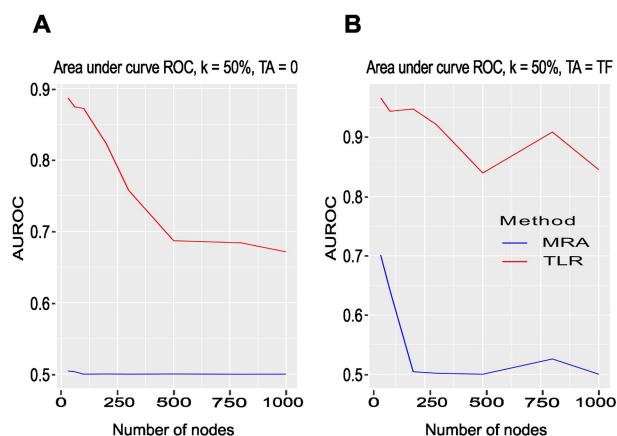 A
B
Area under curve ROC, k = 50%, TA = 0
Area under curve ROC, k = 50%, TA = TF
0.9
0.8
0.7
0.6
0.5
AUROC
0 250 500 750 1000
Number of nodes
0.9
0.8
0.7
0.6
0.5
AUROC
Method
MRA
TLR
0 250 500 750 1000
Number of nodes